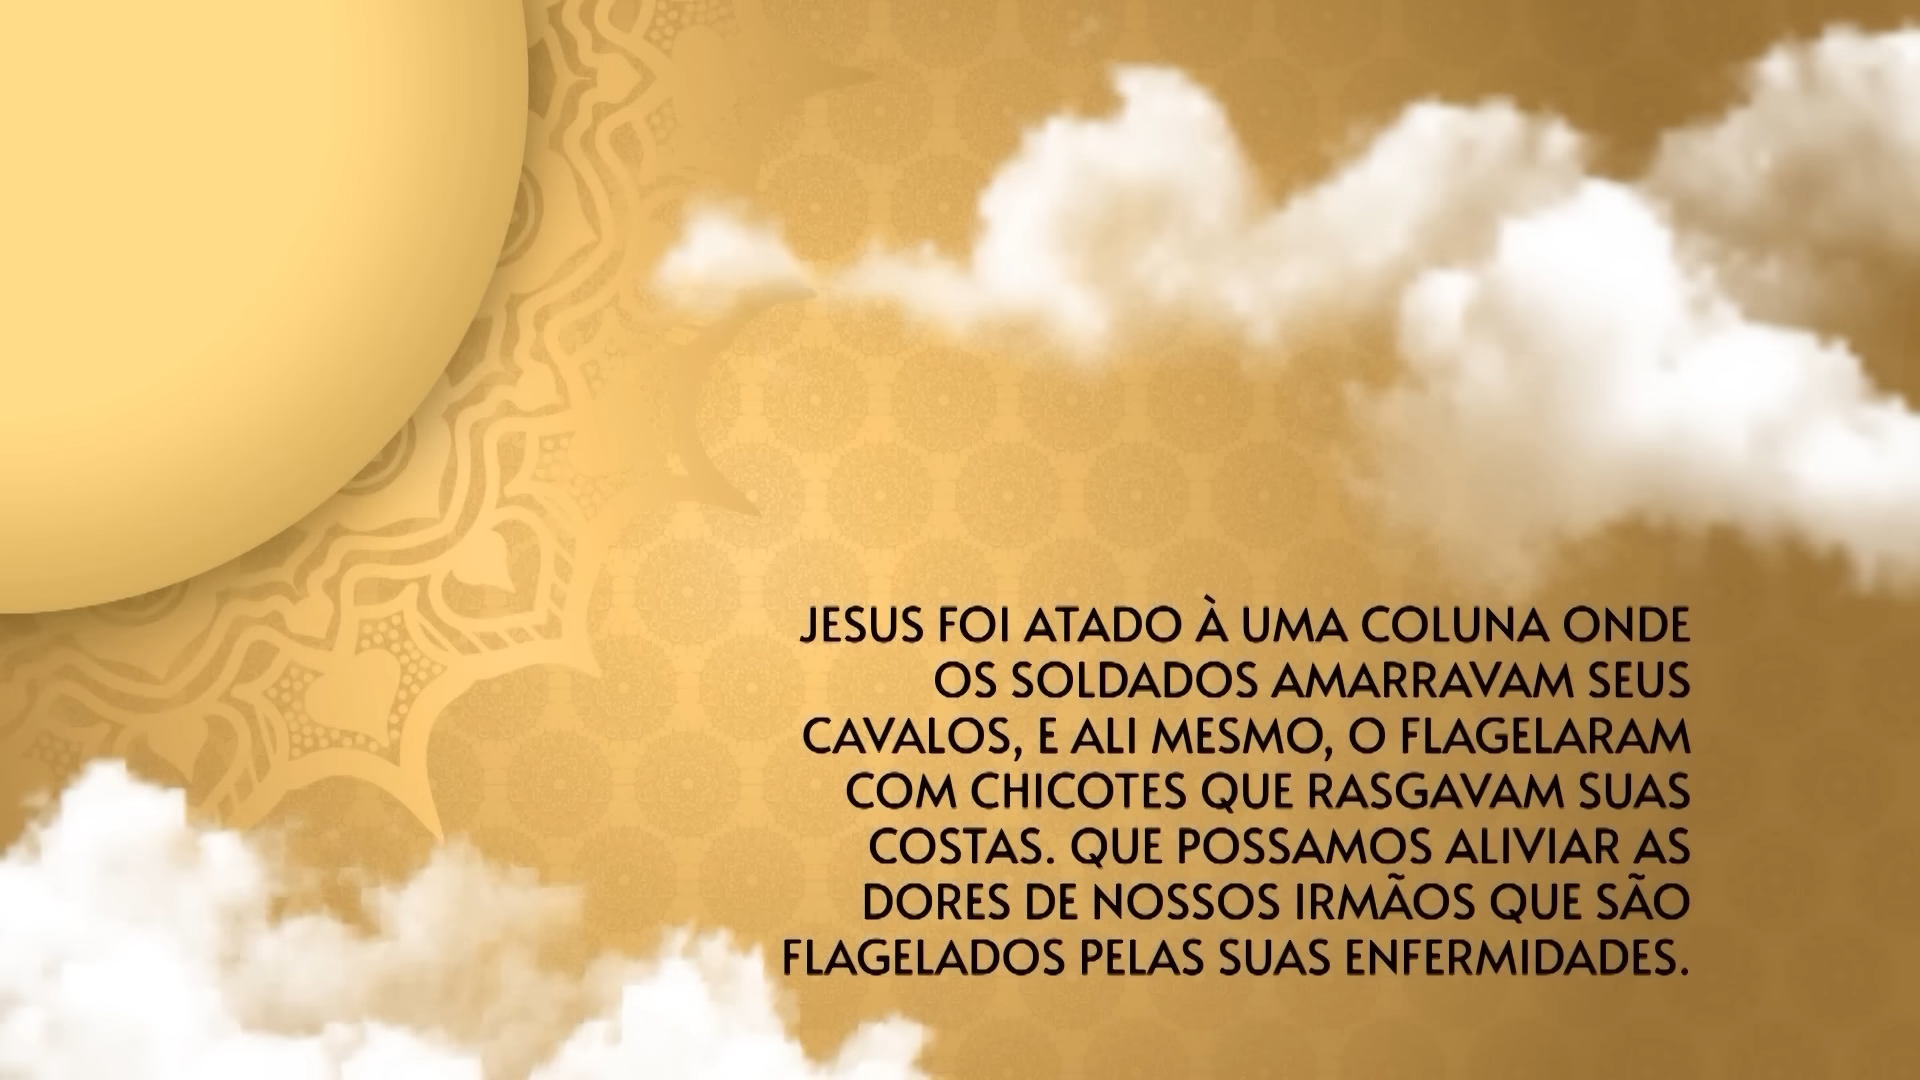 JESUS FOI ATADO À UMA COLUNA ONDE
OS SOLDADOS AMARRAVAM SEUS
CAVALOS, E ALI MESMO, O FLAGELARAM
COM CHICOTES QUE RASGAVAM SUAS
COSTAS. QUE POSSAMOS ALIVIAR AS
DORES DE NOSSOS IRMÃOS QUE SÃO
FLAGELADOS PELAS SUAS ENFERMIDADES.